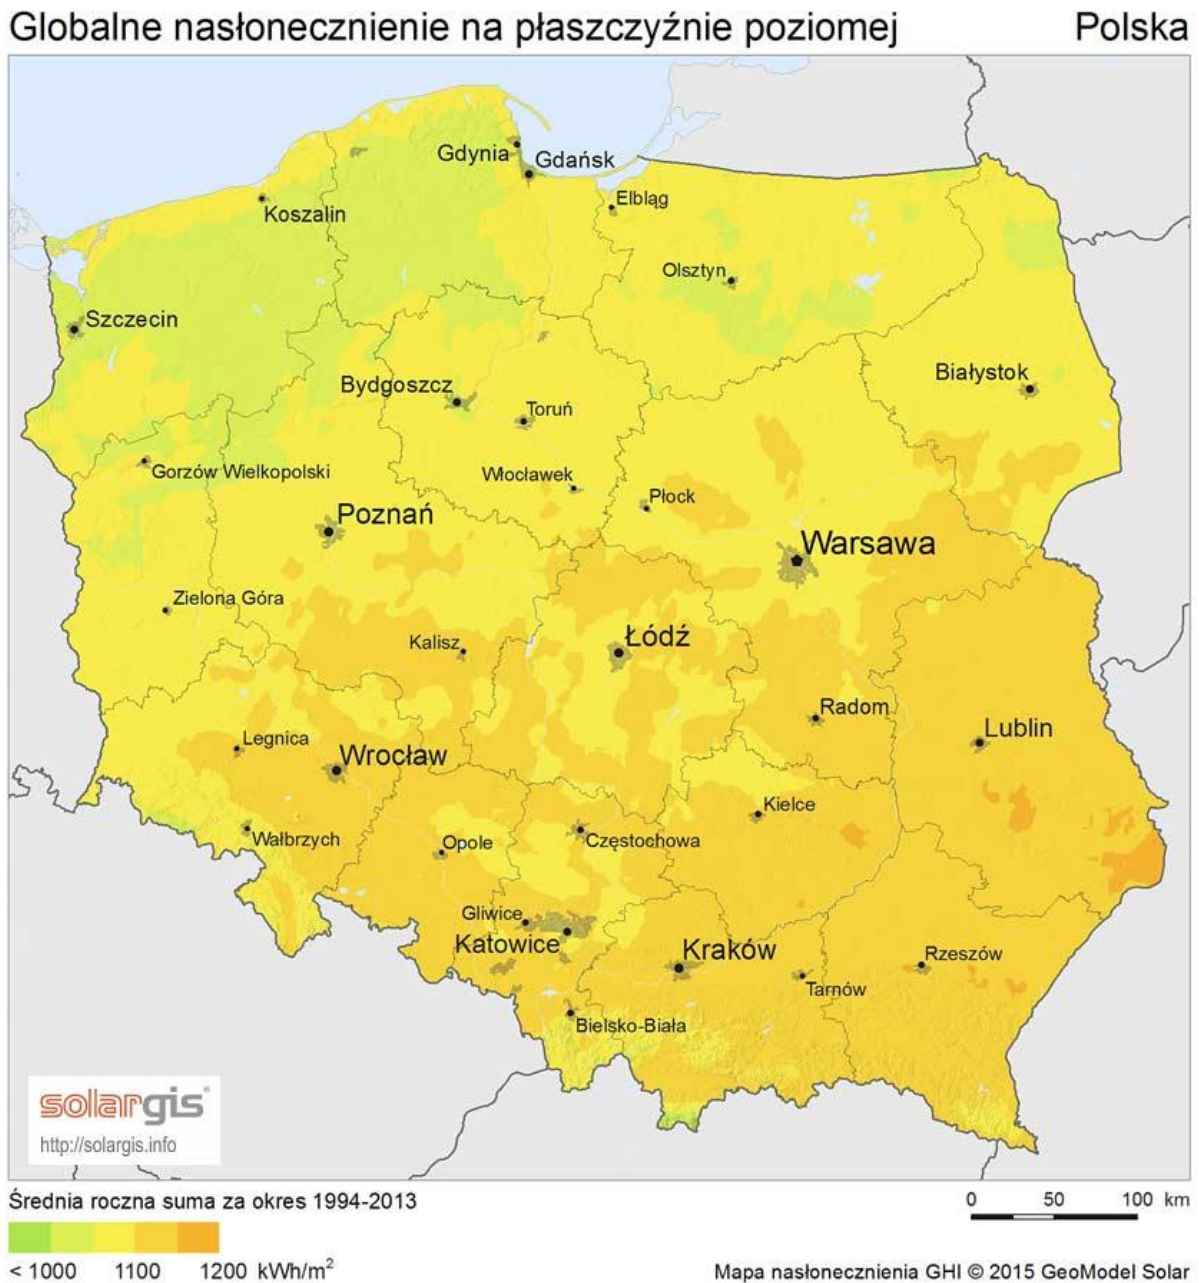 Globalne nasłonecznienie na płaszczyźnie poziomej
Polska
Gdynia
Gdańsk
Koszalin
Elbląg
Olsztyn
Szczecin
Białystok
Bydgoszcz
Toruń
Gorzów Wielkopolski
Włocławek
Płock
Poznań
Warsawa
Zielona Góra
Kalisz
Łódź
Radom
Lublin
Legnica
Wrocław
Kielce
Wałbrzych
Opole
Częstochowa
Gliwice
Katowice
Kraków
Rzeszów
Tarnów
Bielsko-Biała
solargis®
http://solargis.info
Średnia roczna suma za okres 1994-2013
0 50 100 km
< 1000 1100 1200 kWh/m²
Mapa nasłonecznienia GHI © 2015 GeoModel Solar